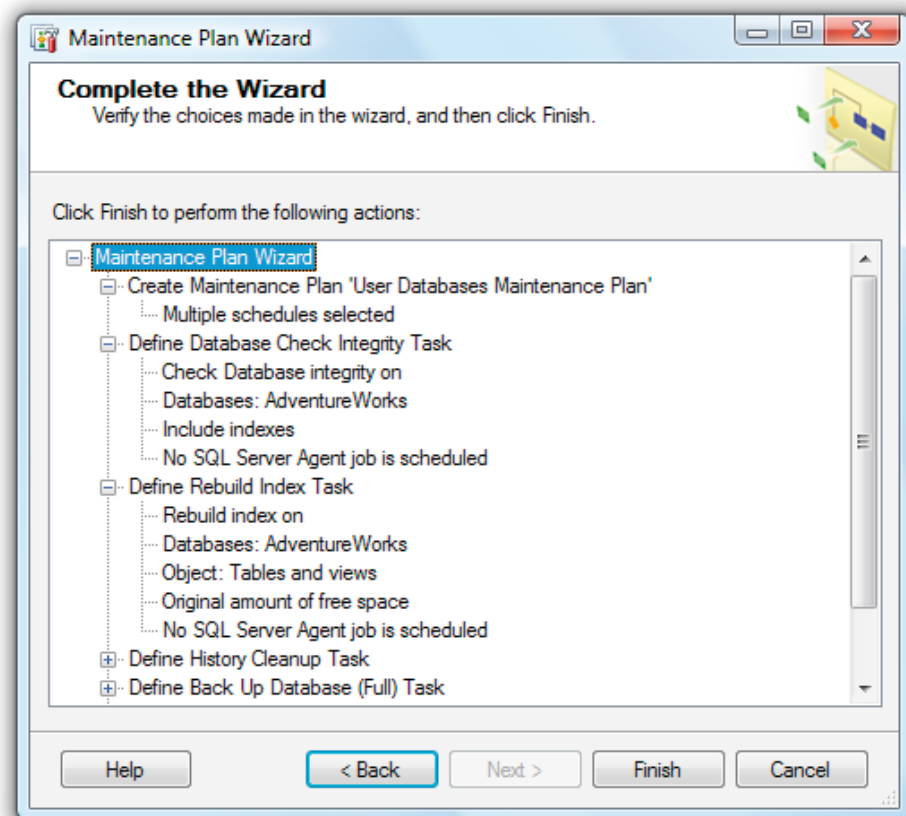 Maintenance Plan Wizard
Complete the Wizard
Verify the choices made in the wizard, and then click Finish.
Click Finish to perform the following actions:
Maintenance Plan Wizard
Create Maintenance Plan 'User Databases Maintenance Plan'
Multiple schedules selected
Define Database Check Integrity Task
Check Database integrity on
Databases: AdventureWorks
Include indexes
No SQL Server Agent job is scheduled
Define Rebuild Index Task
Rebuild index on
Databases: AdventureWorks
Object: Tables and views
Original amount of free space
No SQL Server Agent job is scheduled
Define History Cleanup Task
Define Back Up Database (Full) Task
Help < Back Next > Finish Cancel